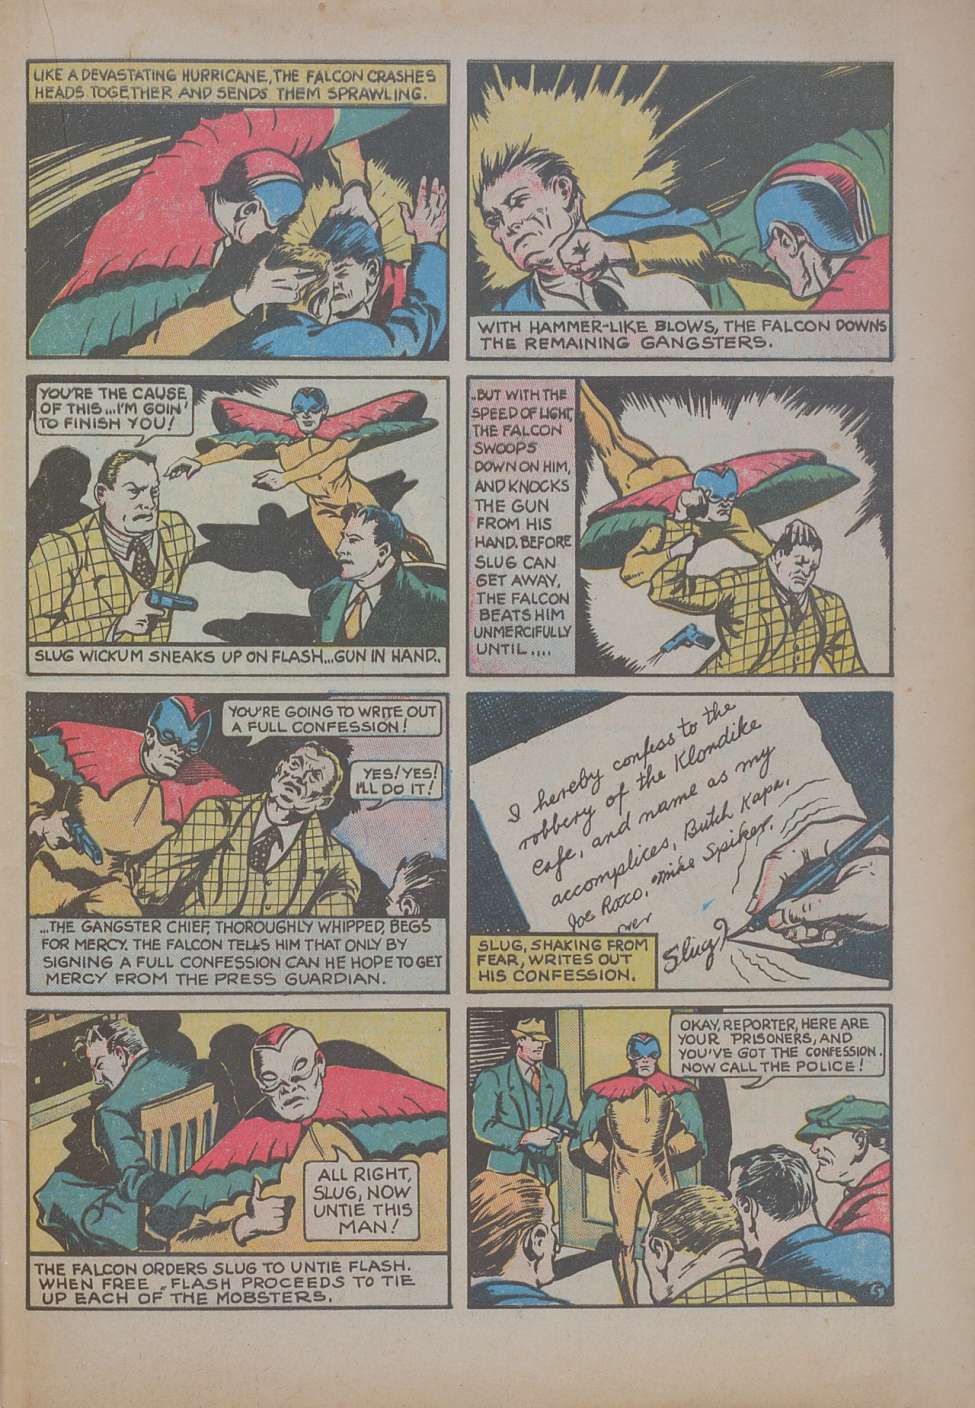 LIKE A DEVASTATING HURRICANE, THE FALCON CRASHES
HEADS TOGETHER AND SENDS THEM SPRAWLING.
WITH HAMMER-LIKE BLOWS, THE FALCON DOWNS
THE REMAINING GANGSTERS.
YOU'RE THE CAUSE
OF THIS...I'M GOIN'
TO FINISH YOU!
SLUG WICKUM SNEAKS UP ON FLASH...GUN IN HAND..
..BUT WITH THE
SPEED OF LIGHT,
THE FALCON
SWOOPS
DOWN ON HIM,
AND KNOCKS
THE GUN
FROM HIS
HAND. BEFORE
SLUG CAN
GET AWAY,
THE FALCON
BEATS HIM
UNMERCIFULLY
UNTIL....
YOU'RE GOING TO WRITE OUT
A FULL CONFESSION!
YES! YES!
I'LL DO IT!
...THE GANGSTER CHIEF, THOROUGHLY WHIPPED, BEGS
FOR MERCY. THE FALCON TELLS HIM THAT ONLY BY
SIGNING A FULL CONFESSION CAN HE HOPE TO GET
MERCY FROM THE PRESS GUARDIAN.
I hereby confess to the
robbery of the Klondike
Cafe, and name as my
accomplices, Butch Kapa,
Joe Roxo, Mike Spiker.
over
Slug
SLUG, SHAKING FROM
FEAR, WRITES OUT
HIS CONFESSION.
ALL RIGHT,
SLUG, NOW
UNTIE THIS
MAN!
THE FALCON ORDERS SLUG TO UNTIE FLASH.
WHEN FREE, FLASH PROCEEDS TO TIE
UP EACH OF THE MOBSTERS.
OKAY, REPORTER, HERE ARE
YOUR PRISONERS, AND
YOU'VE GOT THE CONFESSION.
NOW CALL THE POLICE!